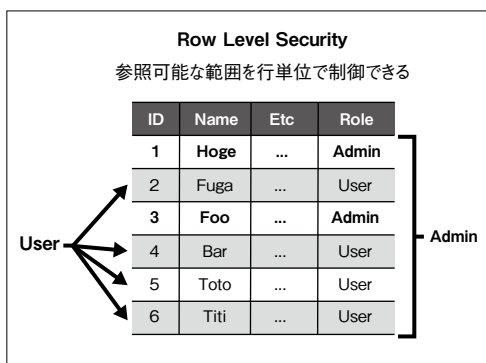 Row Level Security
参照可能な範囲を行単位で制御できる
ID Name Etc Role
1 Hoge ... Admin
2 Fuga ... User
3 Foo ... Admin
4 Bar ... User
5 Toto ... User
6 Titi ... User
User
Admin